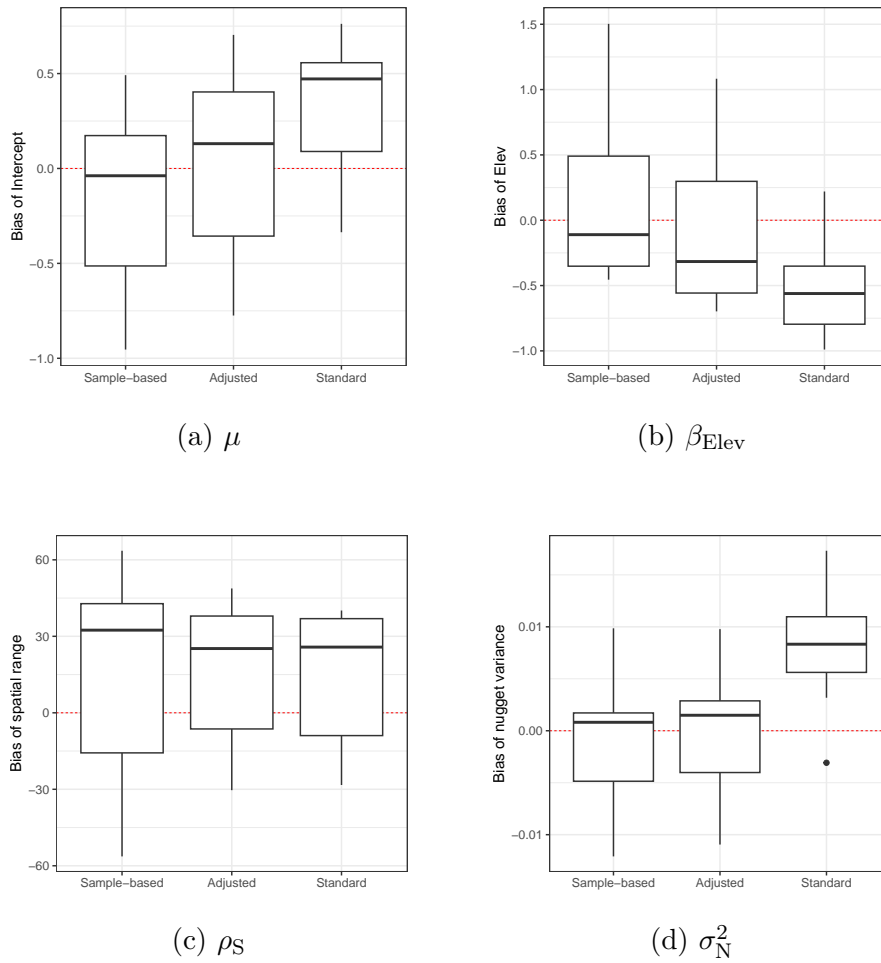 Bias of Intercept
0.5
0.0
−0.5
−1.0
Sample−based Adjusted Standard
(a) μ
Bias of Elev
1.5
1.0
0.5
0.0
−0.5
−1.0
Sample−based Adjusted Standard
(b) β_Elev
Bias of spatial range
60
30
0
−30
−60
Sample−based Adjusted Standard
(c) ρ_S
Bias of nugget variance
0.01
0.00
−0.01
Sample−based Adjusted Standard
(d) σ²_N